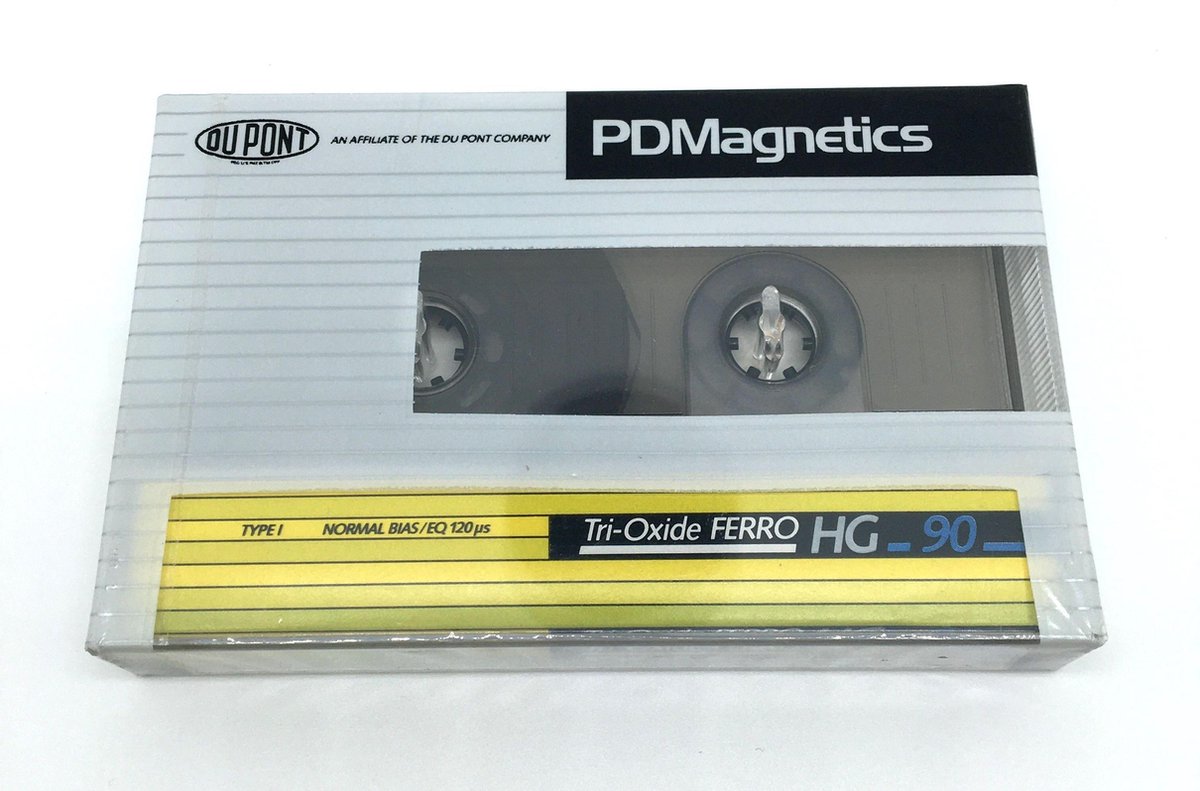 DU PONT
AN AFFILIATE OF THE DU PONT COMPANY
PDMagnetics
TYPE I NORMAL BIAS/EQ 120 µs
Tri-Oxide FERRO HG 90